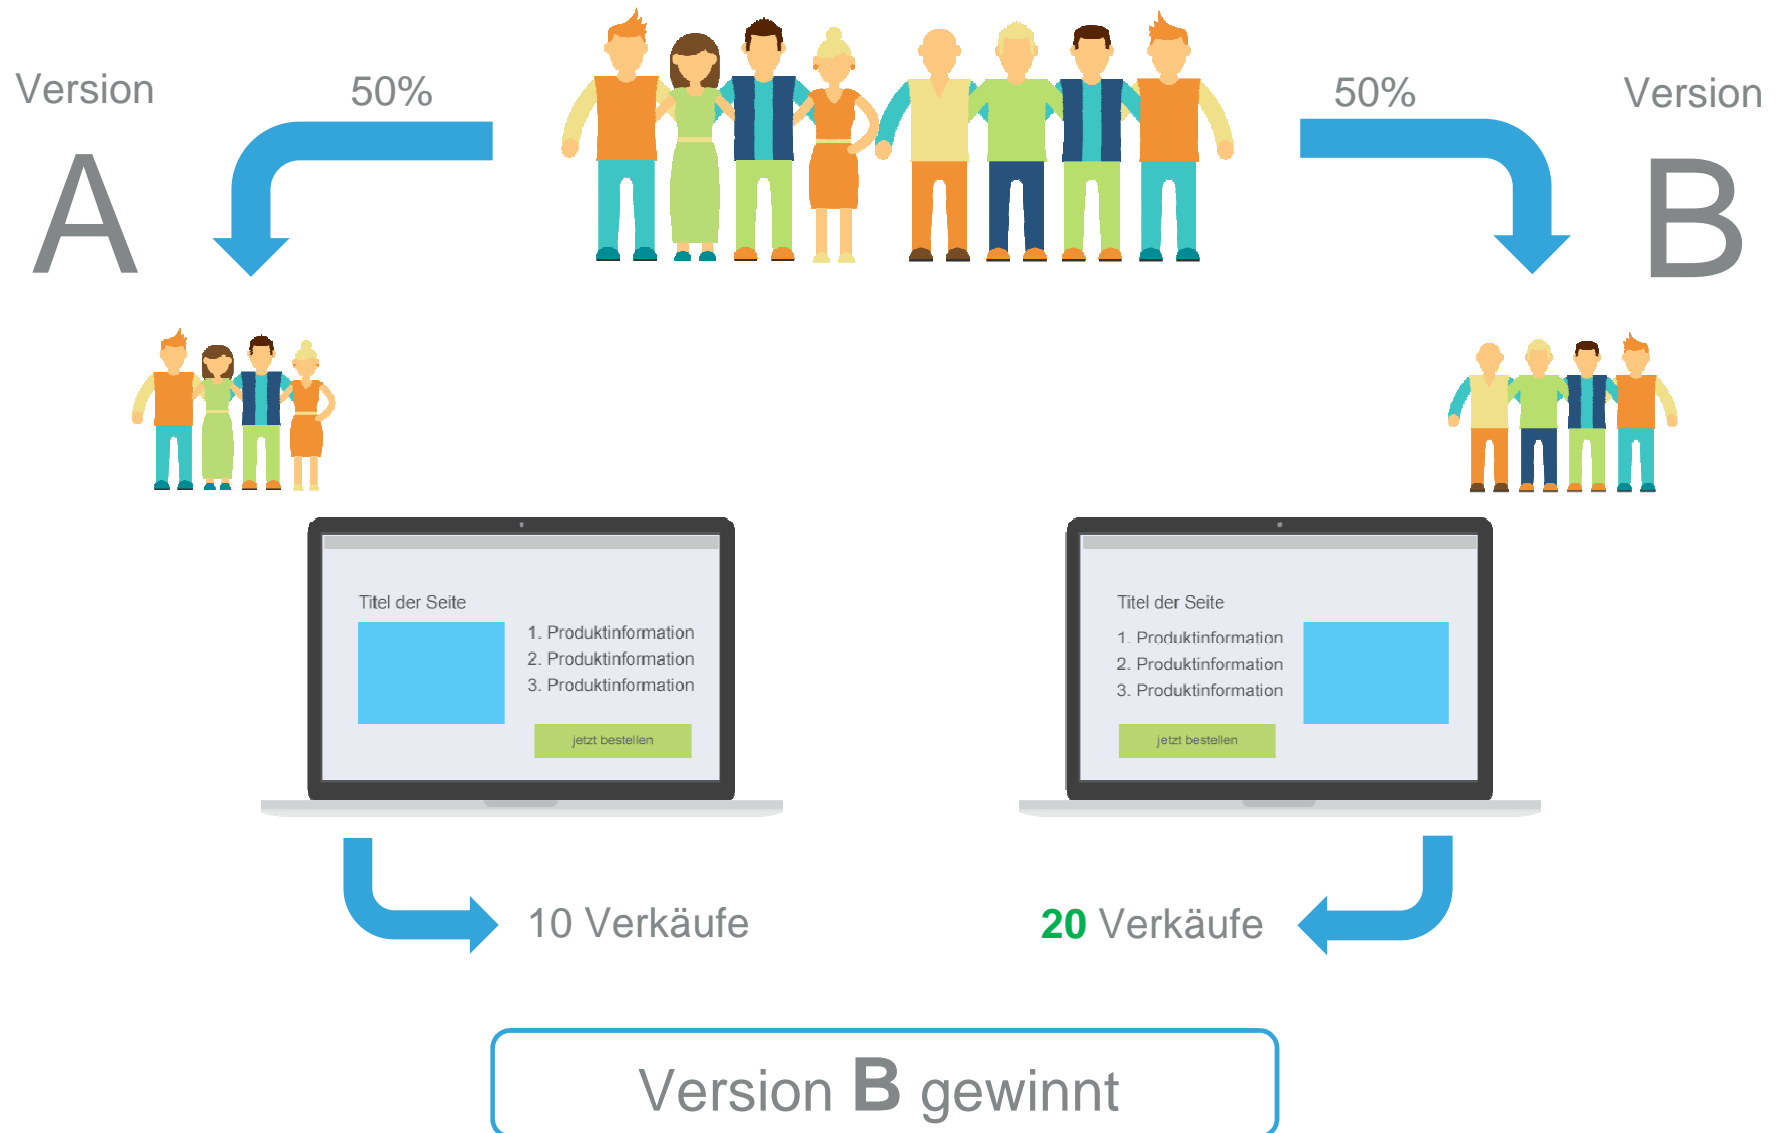 Version
50%
50%
Version
A
B
Titel der Seite
1. Produktinformation
2. Produktinformation
3. Produktinformation
jetzt bestellen
Titel der Seite
1. Produktinformation
2. Produktinformation
3. Produktinformation
jetzt bestellen
10 Verkäufe
20 Verkäufe
Version B gewinnt